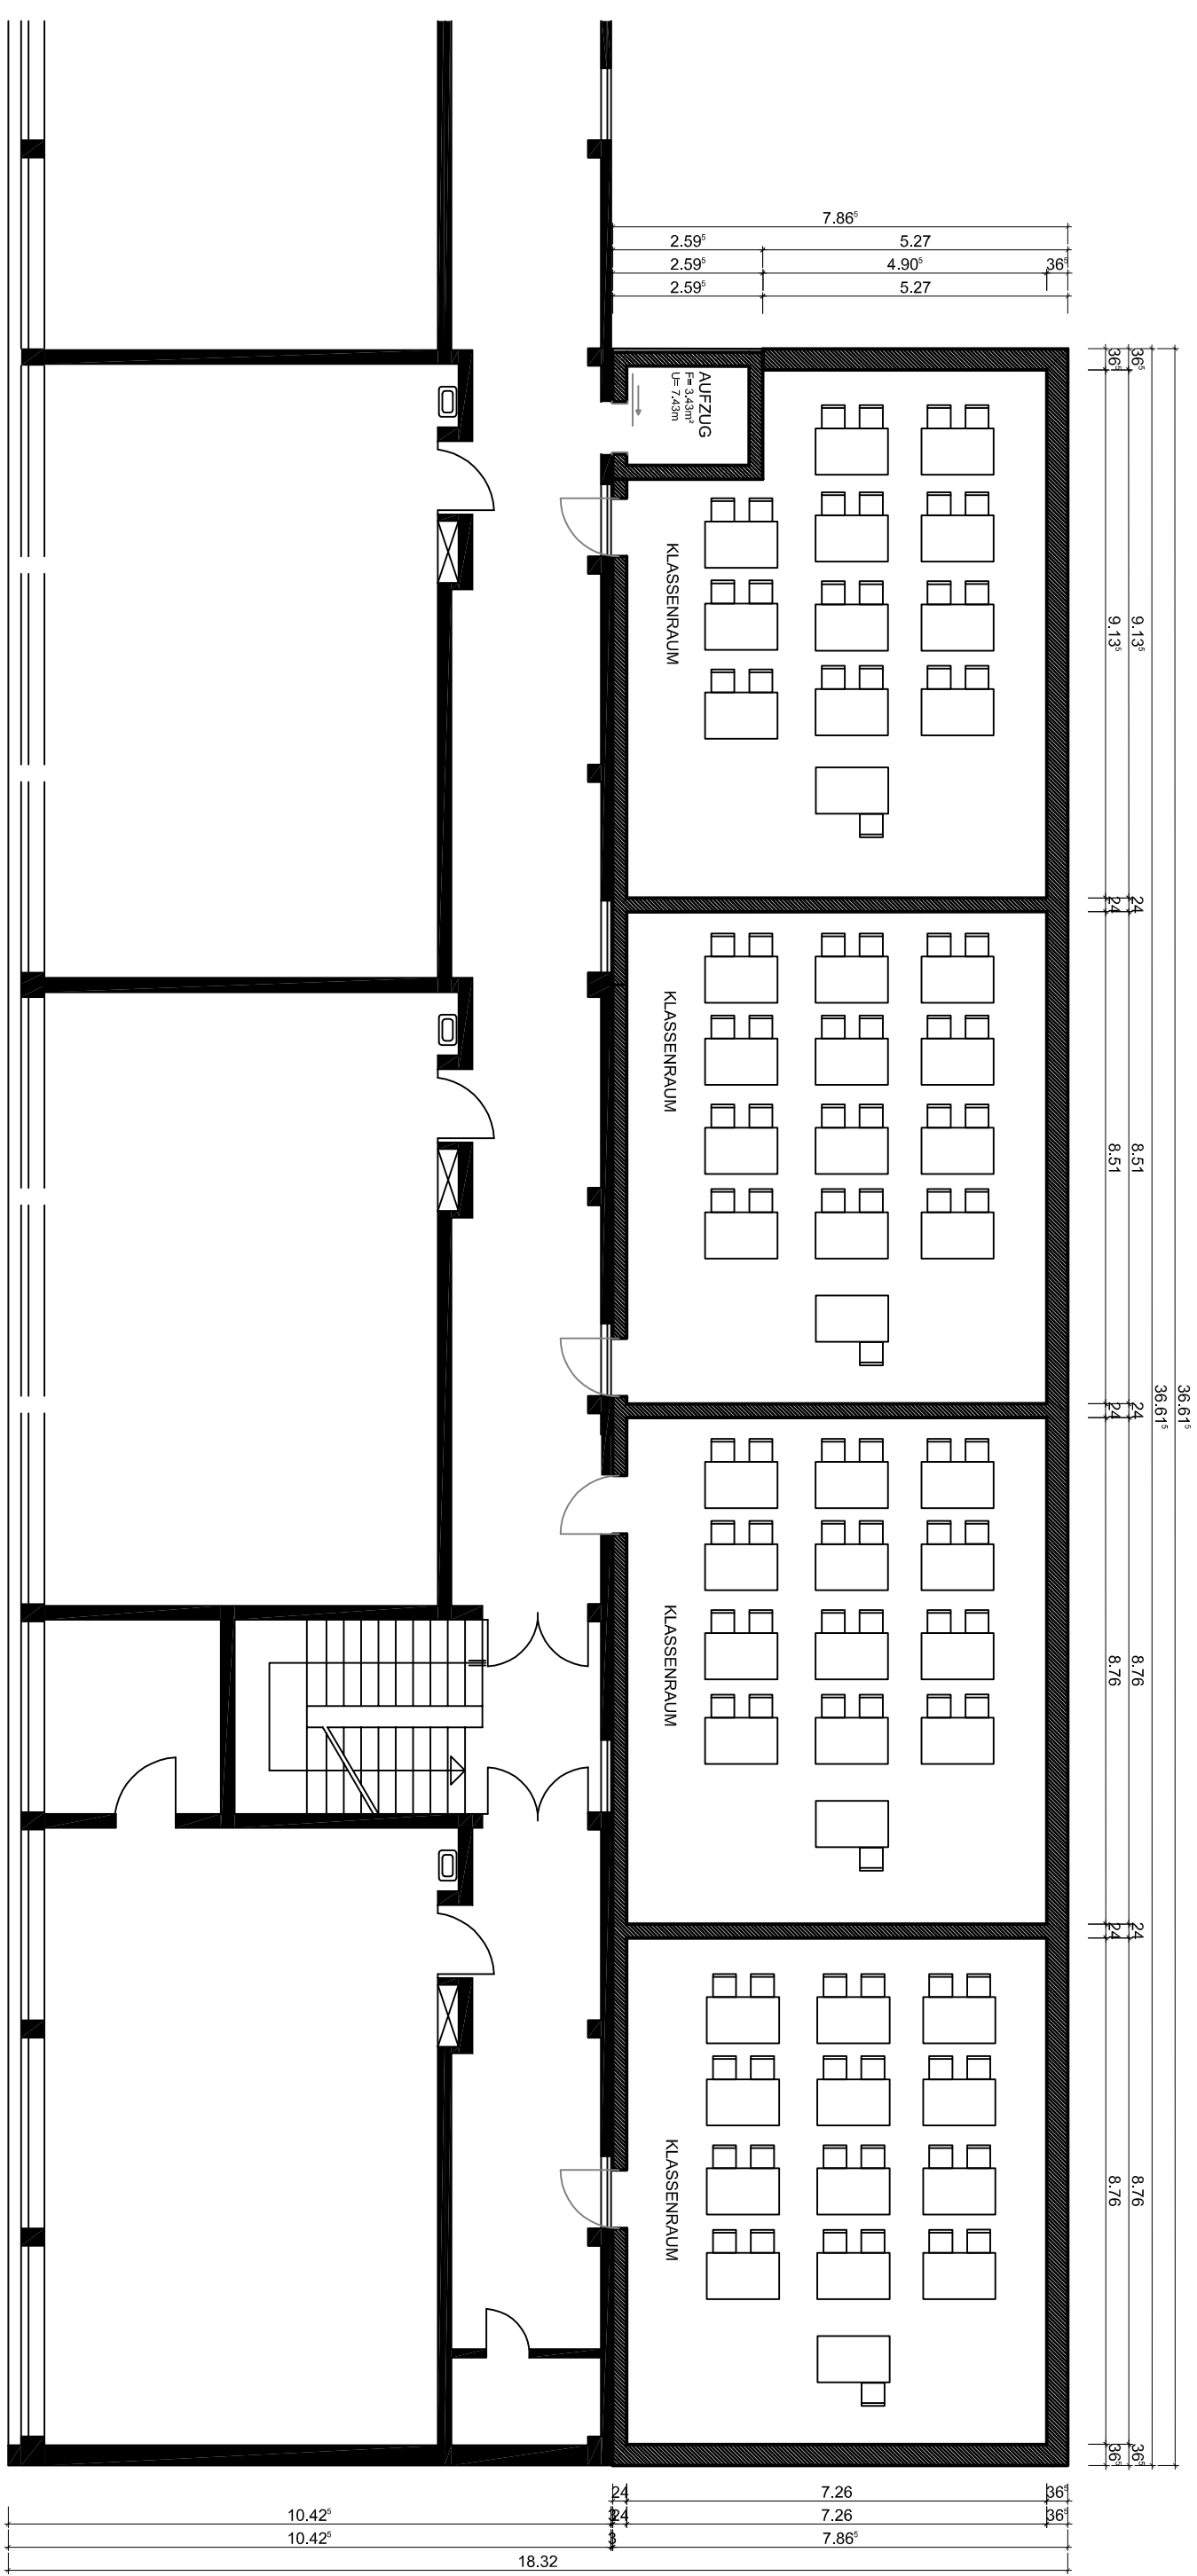 7.86⁵
2.59⁵ 5.27
2.59⁵ 4.90⁵ 36⁵
2.59⁵ 5.27
AUFZUG
F= 3.43m²
U= 7.43m
KLASSENRAUM
KLASSENRAUM
KLASSENRAUM
KLASSENRAUM
36⁵ 9.13⁵ 24 8.51 24 8.76 24 8.76 36⁵
36⁵ 9.13⁵ 24 8.51 24 8.76 24 8.76 36⁵
36.61⁵
36.61⁵
24 7.26 36⁵
10.42⁵ 3 24 7.26 36⁵
10.42⁵ 3 7.86⁵
18.32